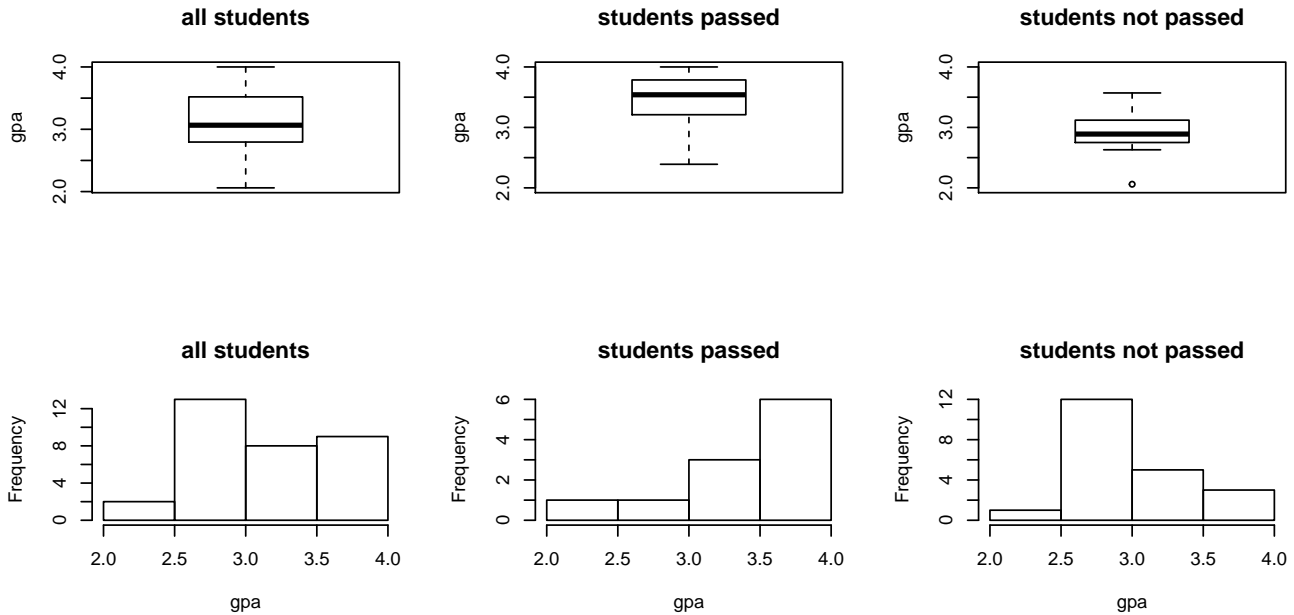 all students
students passed
students not passed
gpa
2.0
3.0
4.0
gpa
2.0
3.0
4.0
gpa
2.0
3.0
4.0
all students
students passed
students not passed
Frequency
0
4
8
12
2.0 2.5 3.0 3.5 4.0
gpa
Frequency
0
2
4
6
2.0 2.5 3.0 3.5 4.0
gpa
Frequency
0
4
8
12
2.0 2.5 3.0 3.5 4.0
gpa